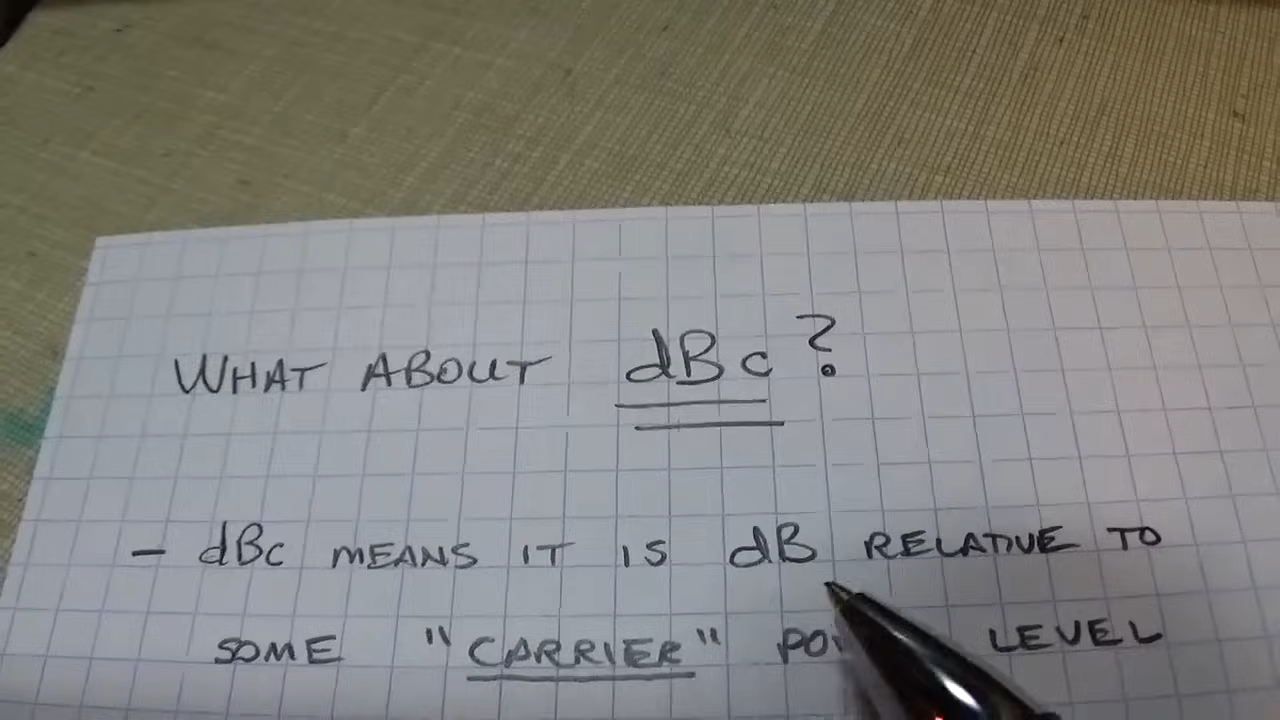 WHAT ABOUT dBc?
- dBc MEANS IT IS dB RELATIVE TO
SOME "CARRIER" LEVEL